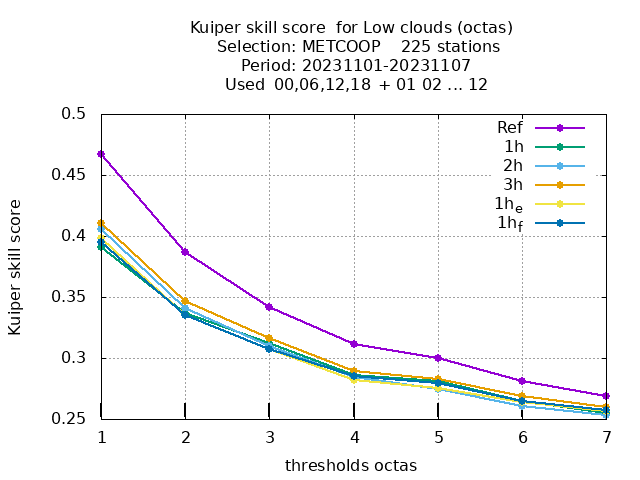 Kuiper skill score  for Low clouds (octas)
Selection: METCOOP    225 stations
Period: 20231101-20231107
Used  00,06,12,18 + 01 02 ... 12
Kuiper skill score
0.5
0.45
0.4
0.35
0.3
0.25
Ref
1h
2h
3h
1he
1hf
1 2 3 4 5 6 7
thresholds octas